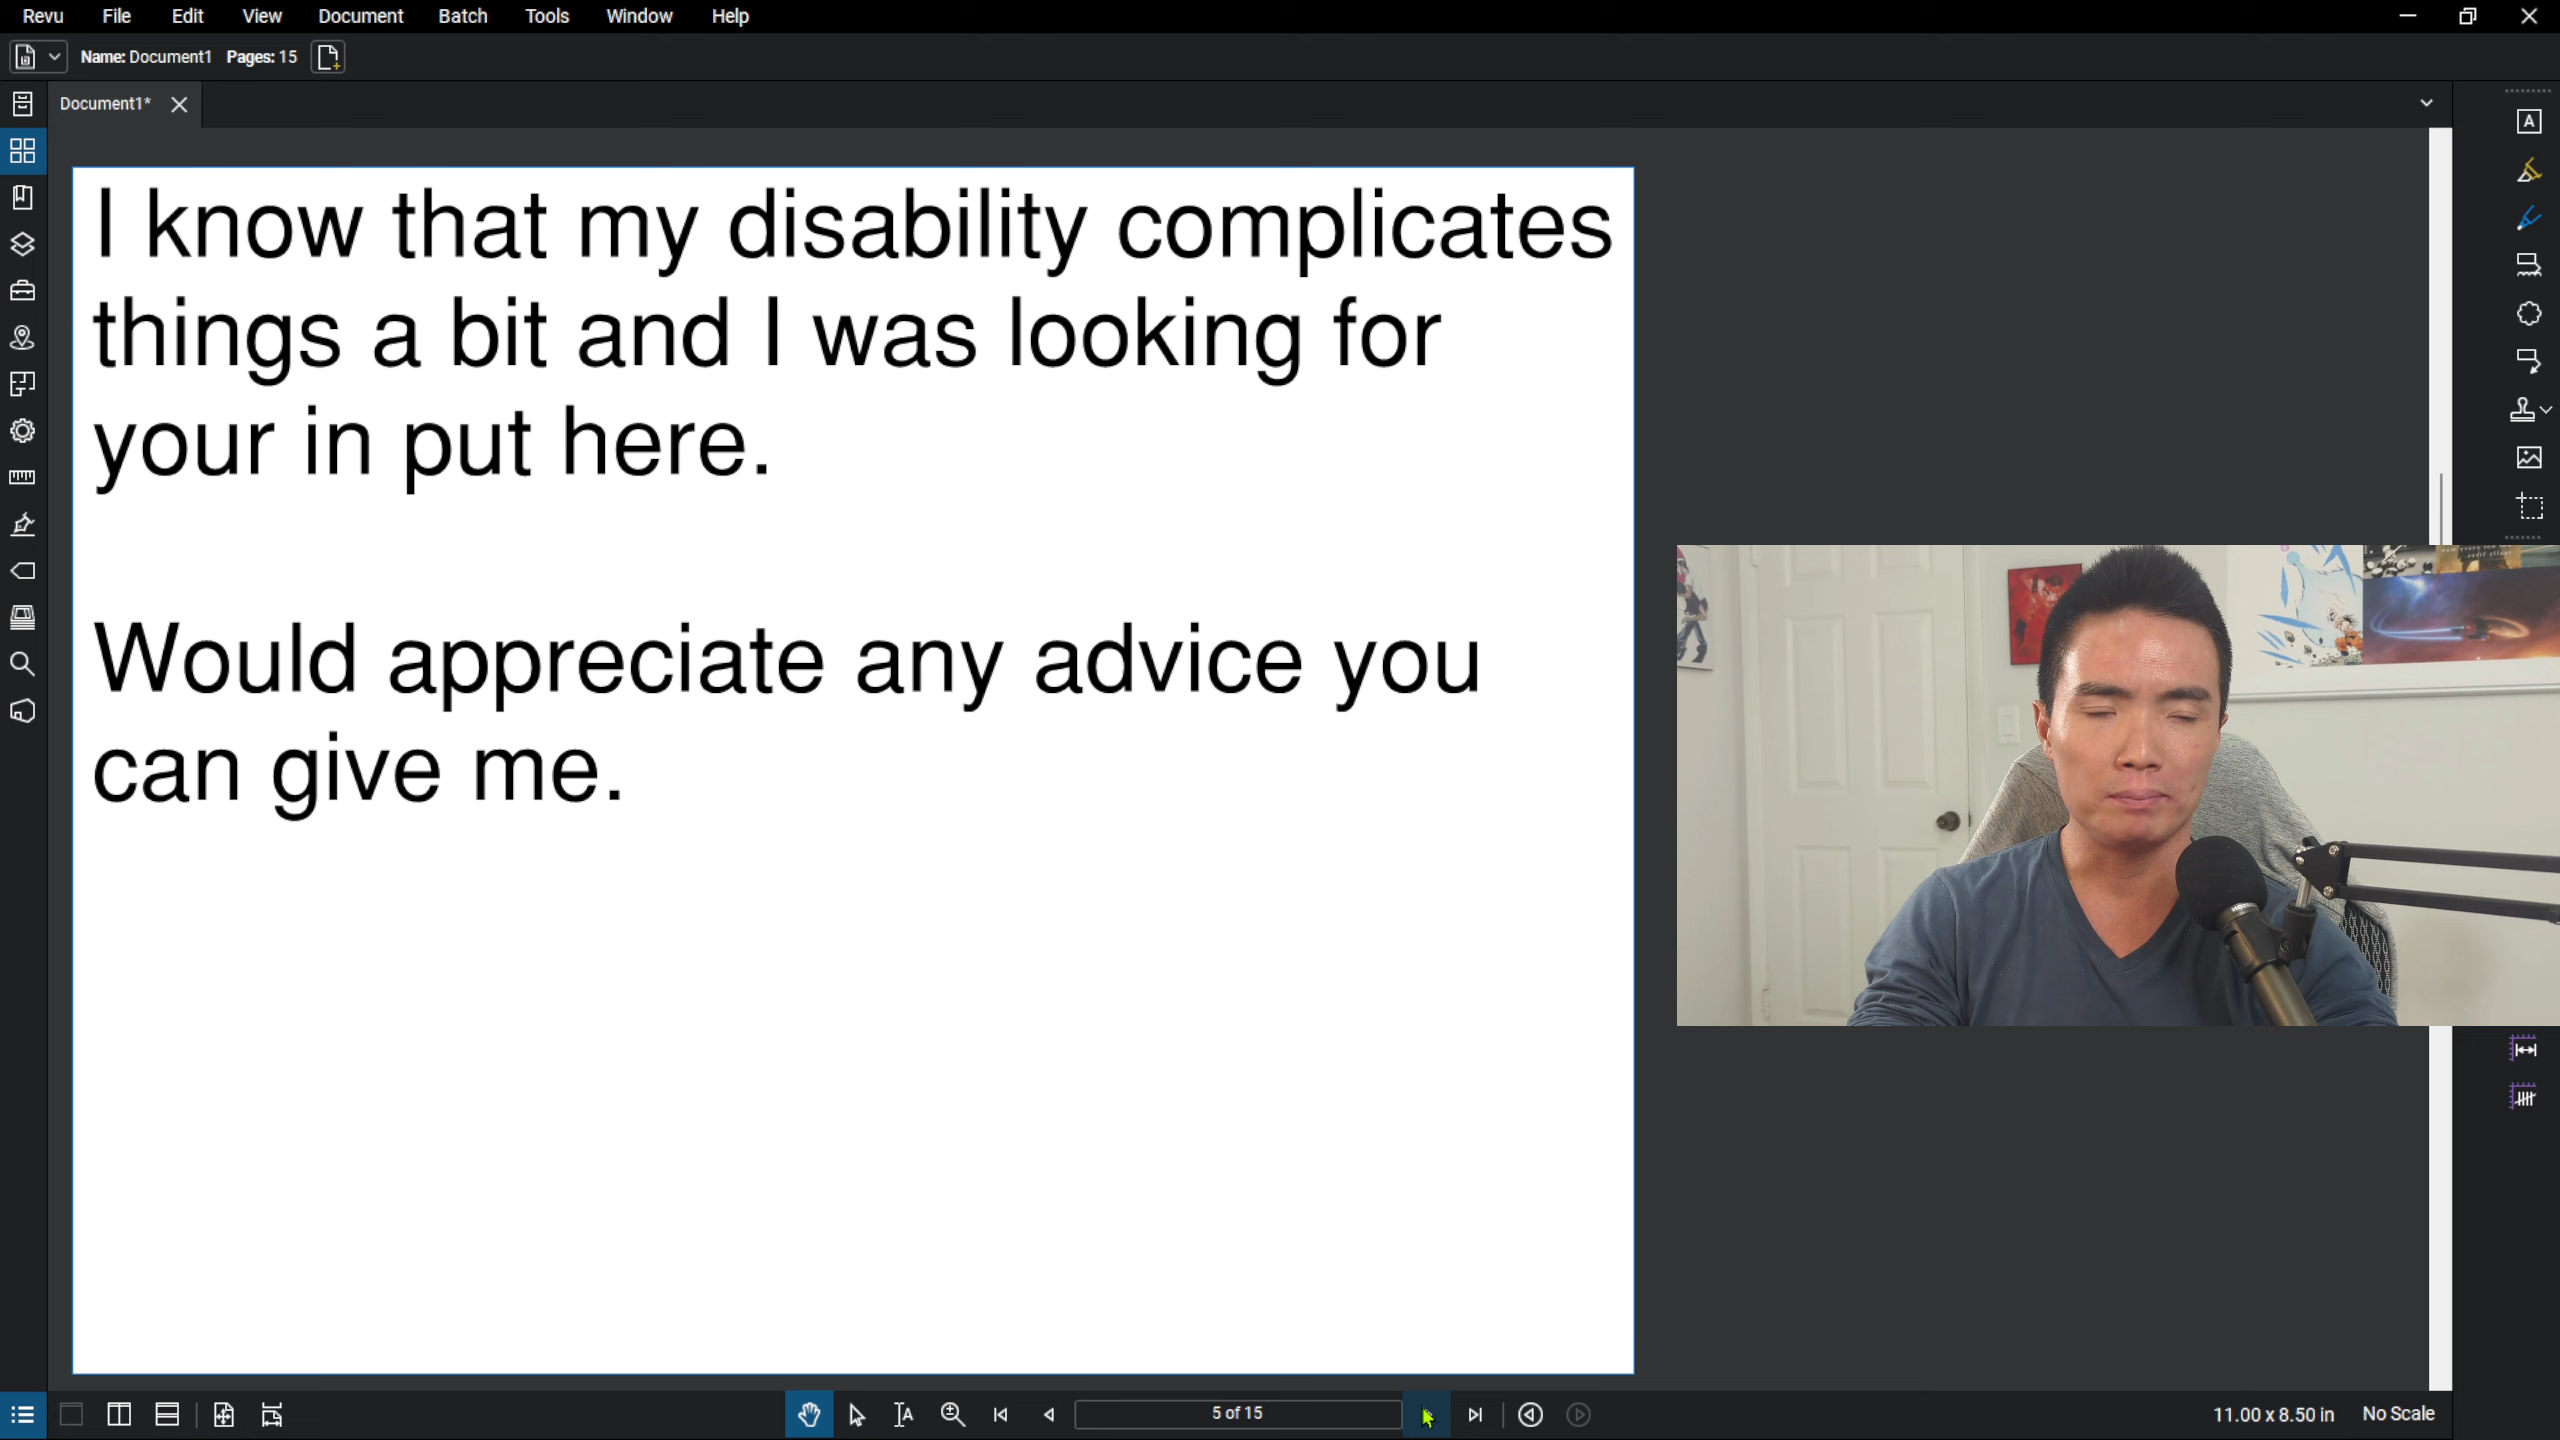 Revu File Edit View Document Batch Tools Window Help
Name: Document1 Pages: 15
Document1*
I know that my disability complicates
things a bit and I was looking for
your in put here.
Would appreciate any advice you
can give me.
5 of 15
11.00 x 8.50 in No Scale